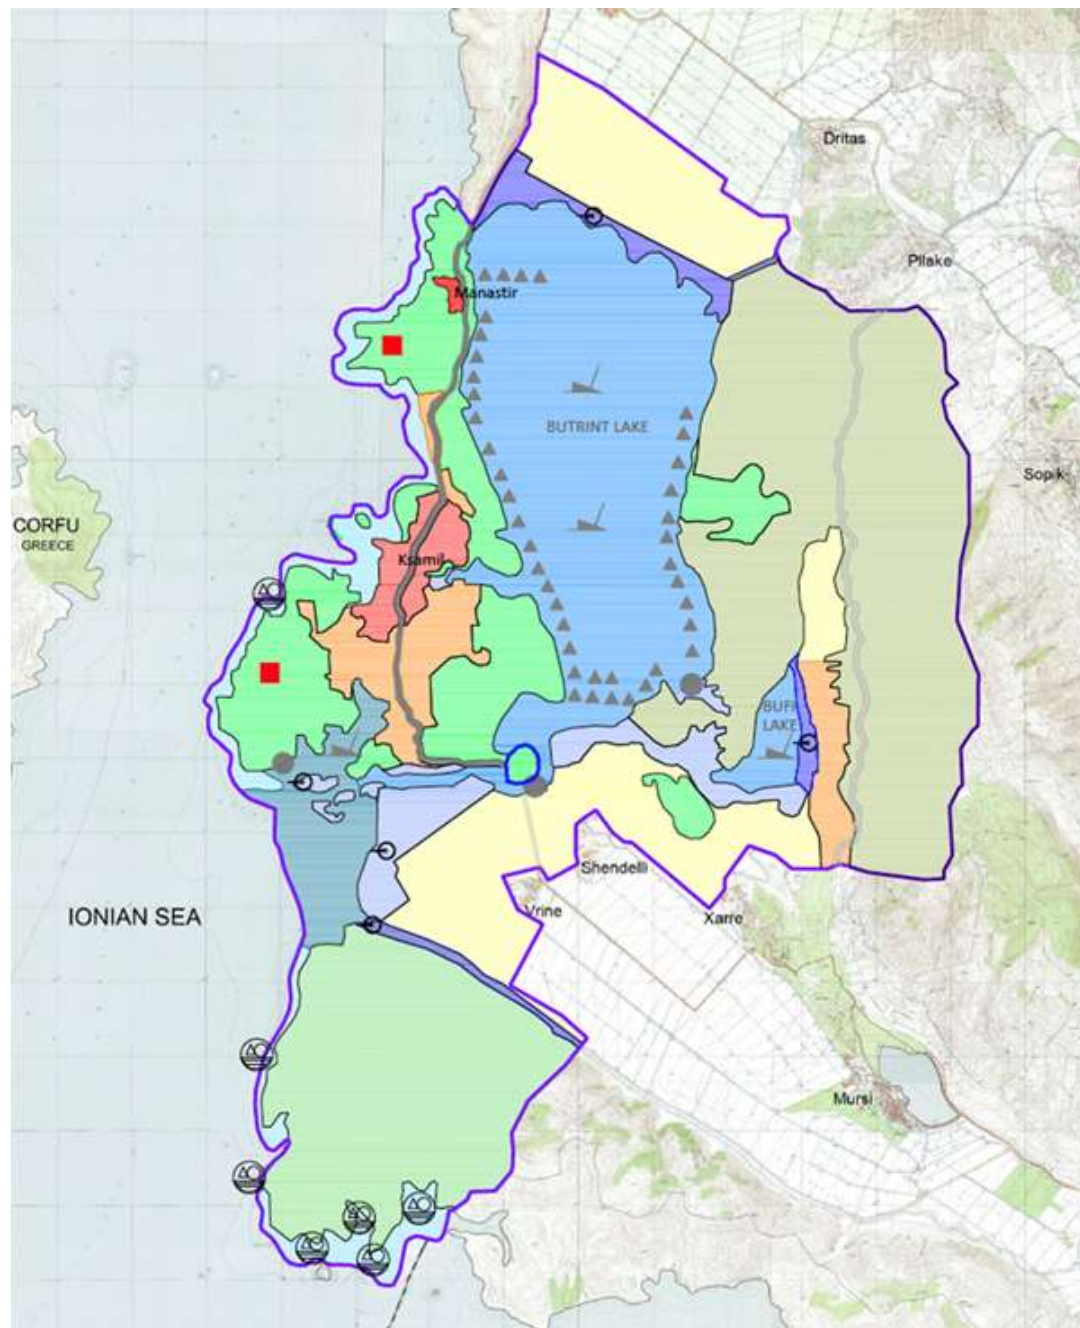 Dritas
Pllake
Manastir
BUTRINT LAKE
Sopik
CORFU
GREECE
Ksamil
BUFI
LAKE
Shendelli
Vrine
Xarre
IONIAN SEA
Mursi